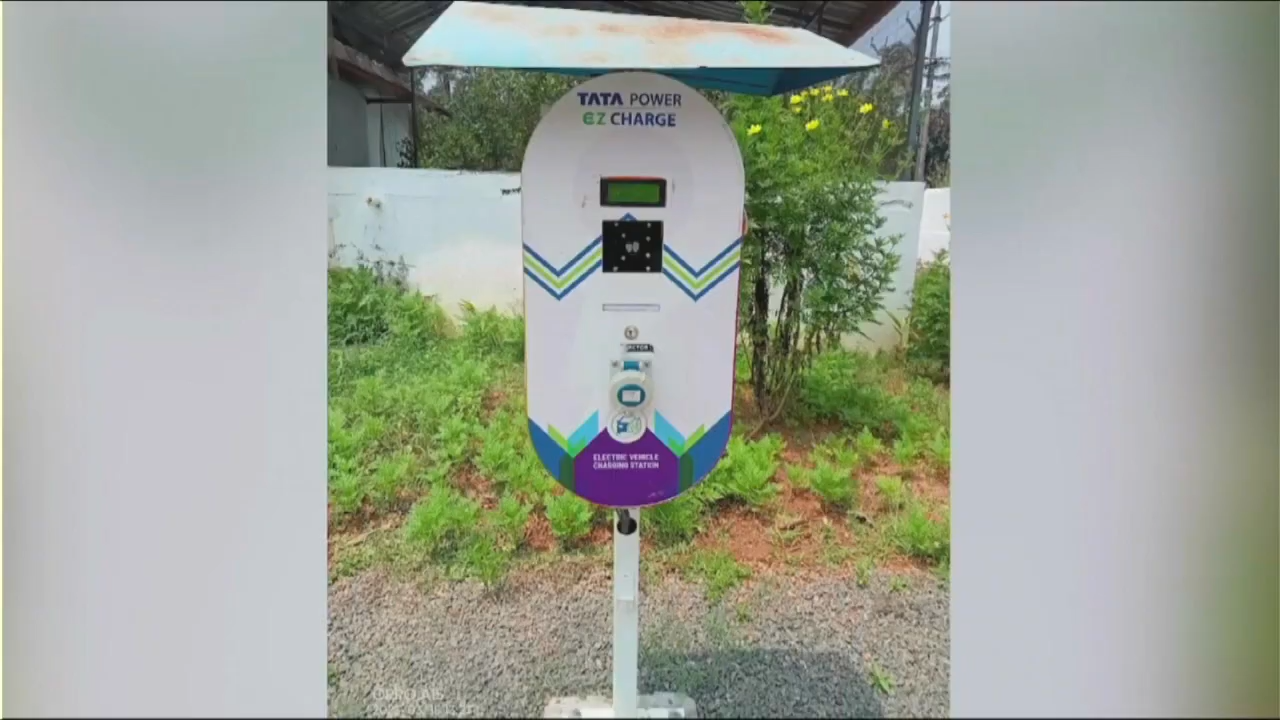 TATA POWER
EZ CHARGE
ELECTRIC VEHICLE
CHARGING STATION